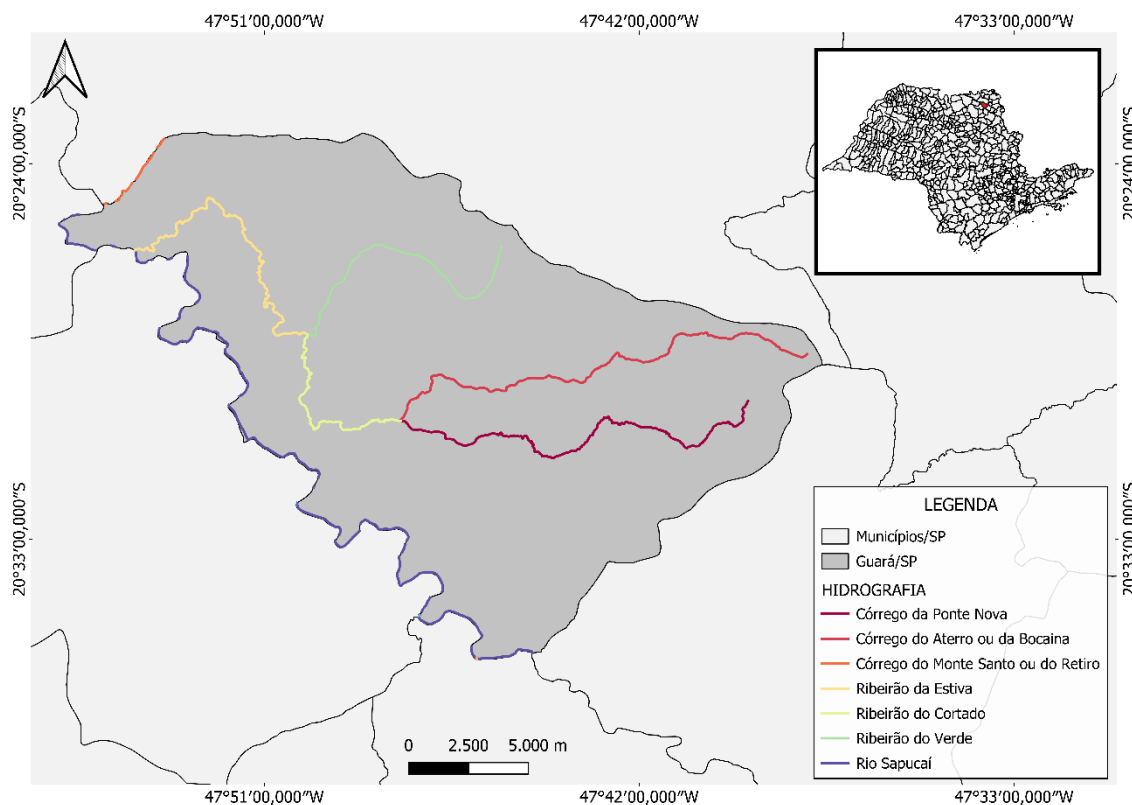 47°51'00,000"W 47°42'00,000"W 47°33'00,000"W
20°24'00,000"S
20°24'00,000"S
20°33'00,000"S
20°33'00,000"S
LEGENDA
Municípios/SP
Guará/SP
HIDROGRAFIA
Córrego da Ponte Nova
Córrego do Aterro ou da Bocaina
Córrego do Monte Santo ou do Retiro
Ribeirão da Estiva
Ribeirão do Cortado
Ribeirão do Verde
Rio Sapucaí
0 2.500 5.000 m
47°51'00,000"W 47°42'00,000"W 47°33'00,000"W